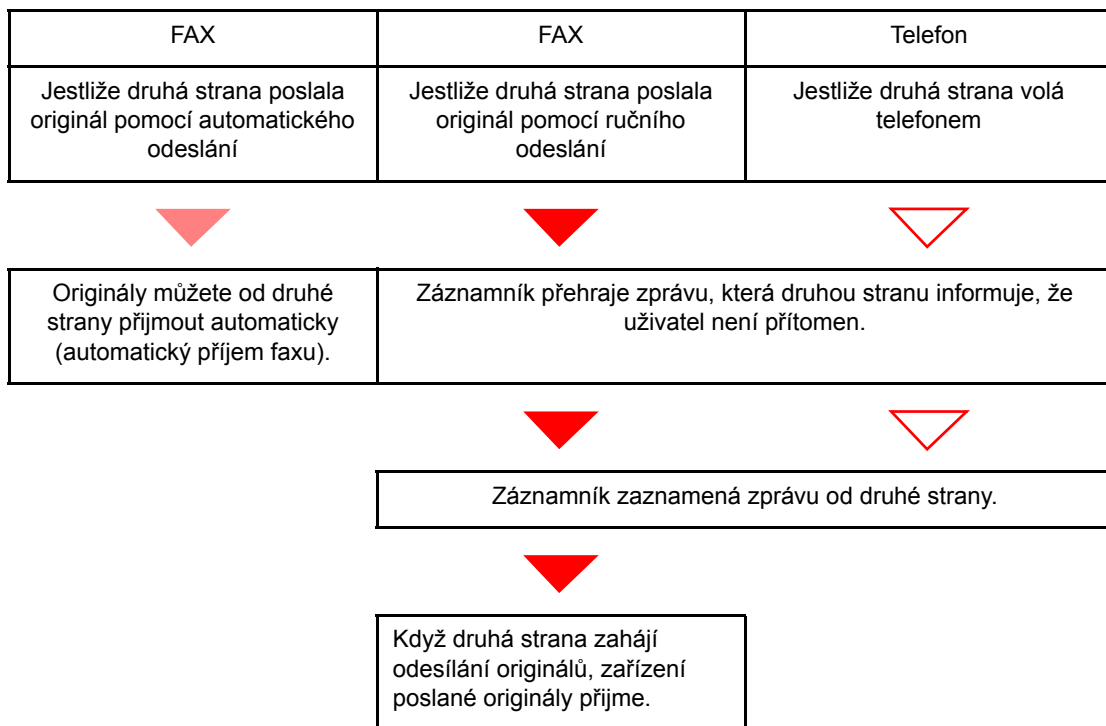 FAX
FAX
Telefon
Jestliže druhá strana poslala
originál pomocí automatického
odeslání
Jestliže druhá strana poslala
originál pomocí ručního
odeslání
Jestliže druhá strana volá
telefonem
Originály můžete od druhé
strany přijmout automaticky
(automatický příjem faxu).
Záznamník přehraje zprávu, která druhou stranu informuje, že
uživatel není přítomen.
Záznamník zaznamená zprávu od druhé strany.
Když druhá strana zahájí
odesílání originálů, zařízení
poslané originály přijme.